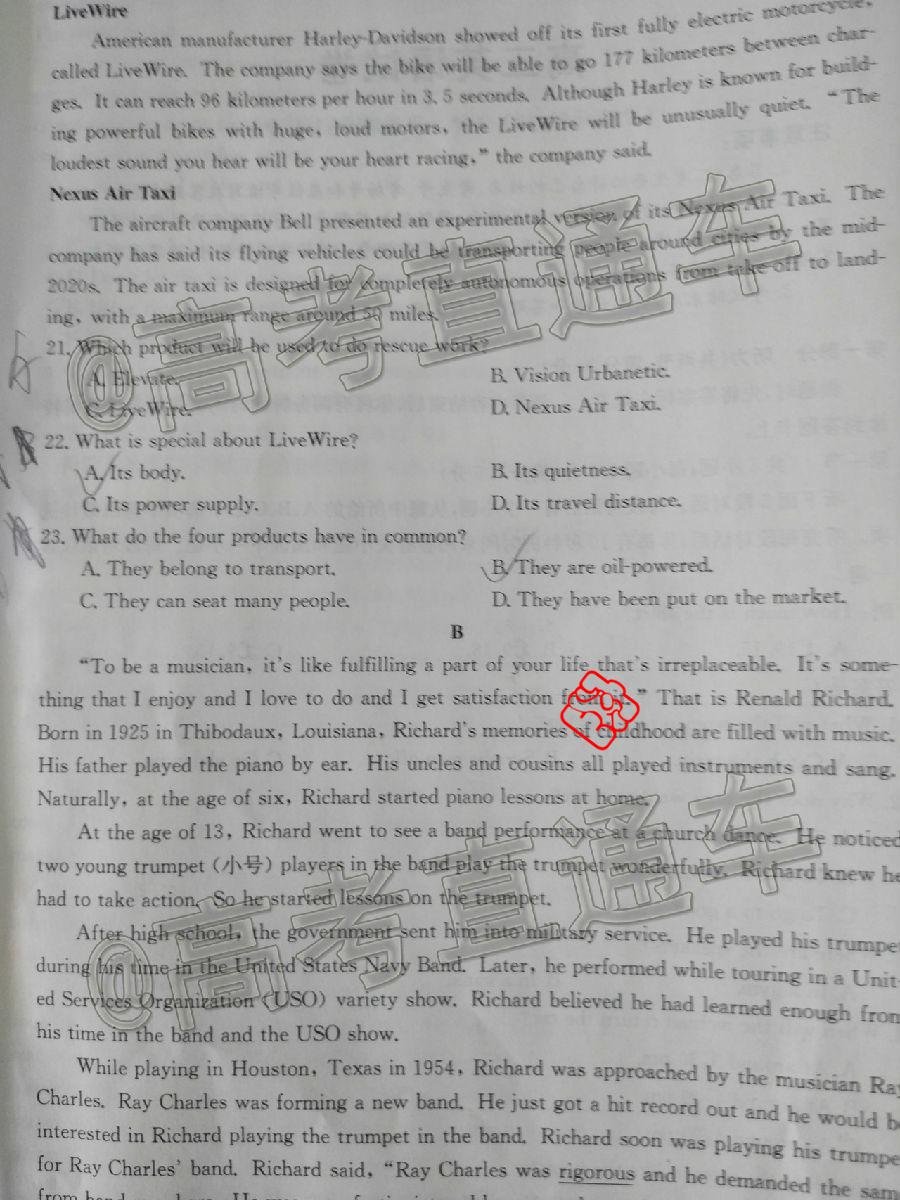 LiveWire
American manufacturer Harley-Davidson showed off its first fully electric motorcycle,
called LiveWire. The company says the bike will be able to go 177 kilometers between char-
ges. It can reach 96 kilometers per hour in 3.5 seconds. Although Harley is known for build-
ing powerful bikes with huge, loud motors, the LiveWire will be unusually quiet. "The
loudest sound you hear will be your heart racing," the company said.
Nexus Air Taxi
The aircraft company Bell presented an experimental version of its Nexus Air Taxi. The
company has said its flying vehicles could be transporting people around cities by the mid-
2020s. The air taxi is designed for completely autonomous operations from take-off to land-
ing, with a maximum range around 50 miles.
@高考直通车
21. Which product will be used to do rescue work?
A. Elevate. B. Vision Urbanetic.
C. LiveWire. D. Nexus Air Taxi.
22. What is special about LiveWire?
A. Its body. B. Its quietness.
C. Its power supply. D. Its travel distance.
23. What do the four products have in common?
A. They belong to transport. B. They are oil-powered.
C. They can seat many people. D. They have been put on the market.
B
"To be a musician, it's like fulfilling a part of your life that's irreplaceable. It's some-
thing that I enjoy and I love to do and I get satisfaction from it." That is Renald Richard.
Born in 1925 in Thibodaux, Louisiana, Richard's memories of childhood are filled with music.
His father played the piano by ear. His uncles and cousins all played instruments and sang.
Naturally, at the age of six, Richard started piano lessons at home.
At the age of 13, Richard went to see a band performance at a church dance. He noticed
two young trumpet (小号) players in the band play the trumpet wonderfully. Richard knew he
had to take action. So he started lessons on the trumpet.
@高考直通车
After high school, the government sent him into military service. He played his trumpet
during his time in the United States Navy Band. Later, he performed while touring in a Unit-
ed Services Organization (USO) variety show. Richard believed he had learned enough from
his time in the band and the USO show.
While playing in Houston, Texas in 1954, Richard was approached by the musician Ray
Charles. Ray Charles was forming a new band. He just got a hit record out and he would be
interested in Richard playing the trumpet in the band. Richard soon was playing his trumpet
for Ray Charles' band. Richard said, "Ray Charles was rigorous and he demanded the same
from